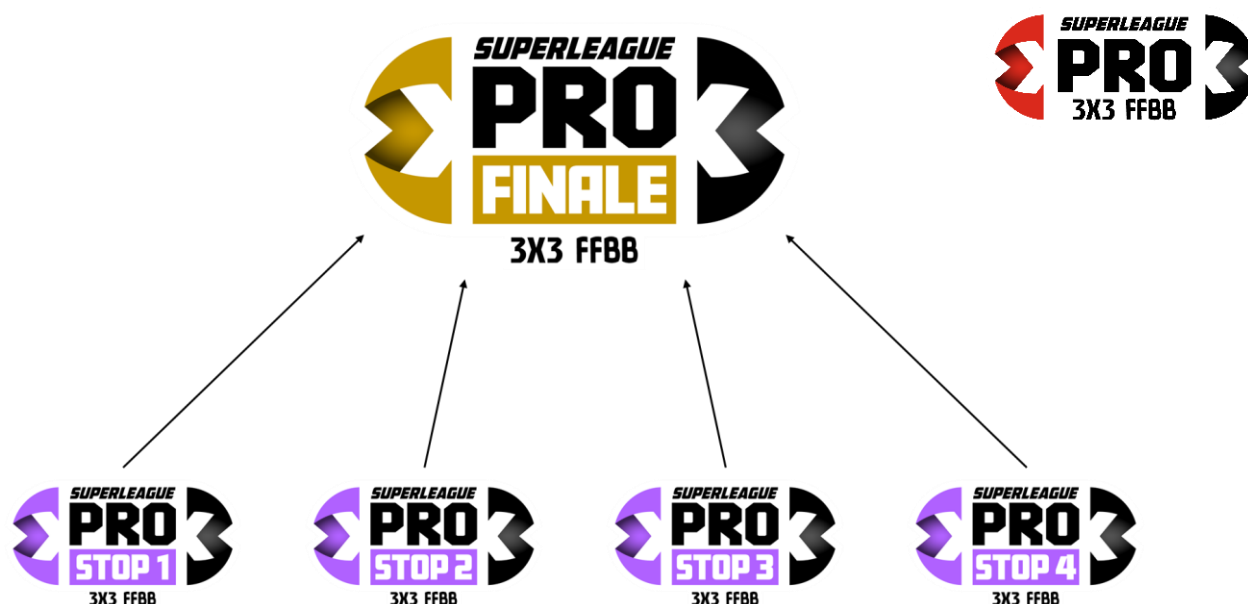 SUPERLEAGUE
PRO
FINALE
3X3 FFBB
SUPERLEAGUE
PRO
3X3 FFBB
SUPERLEAGUE
PRO
STOP 1
3X3 FFBB
SUPERLEAGUE
PRO
STOP 2
3X3 FFBB
SUPERLEAGUE
PRO
STOP 3
3X3 FFBB
SUPERLEAGUE
PRO
STOP 4
3X3 FFBB